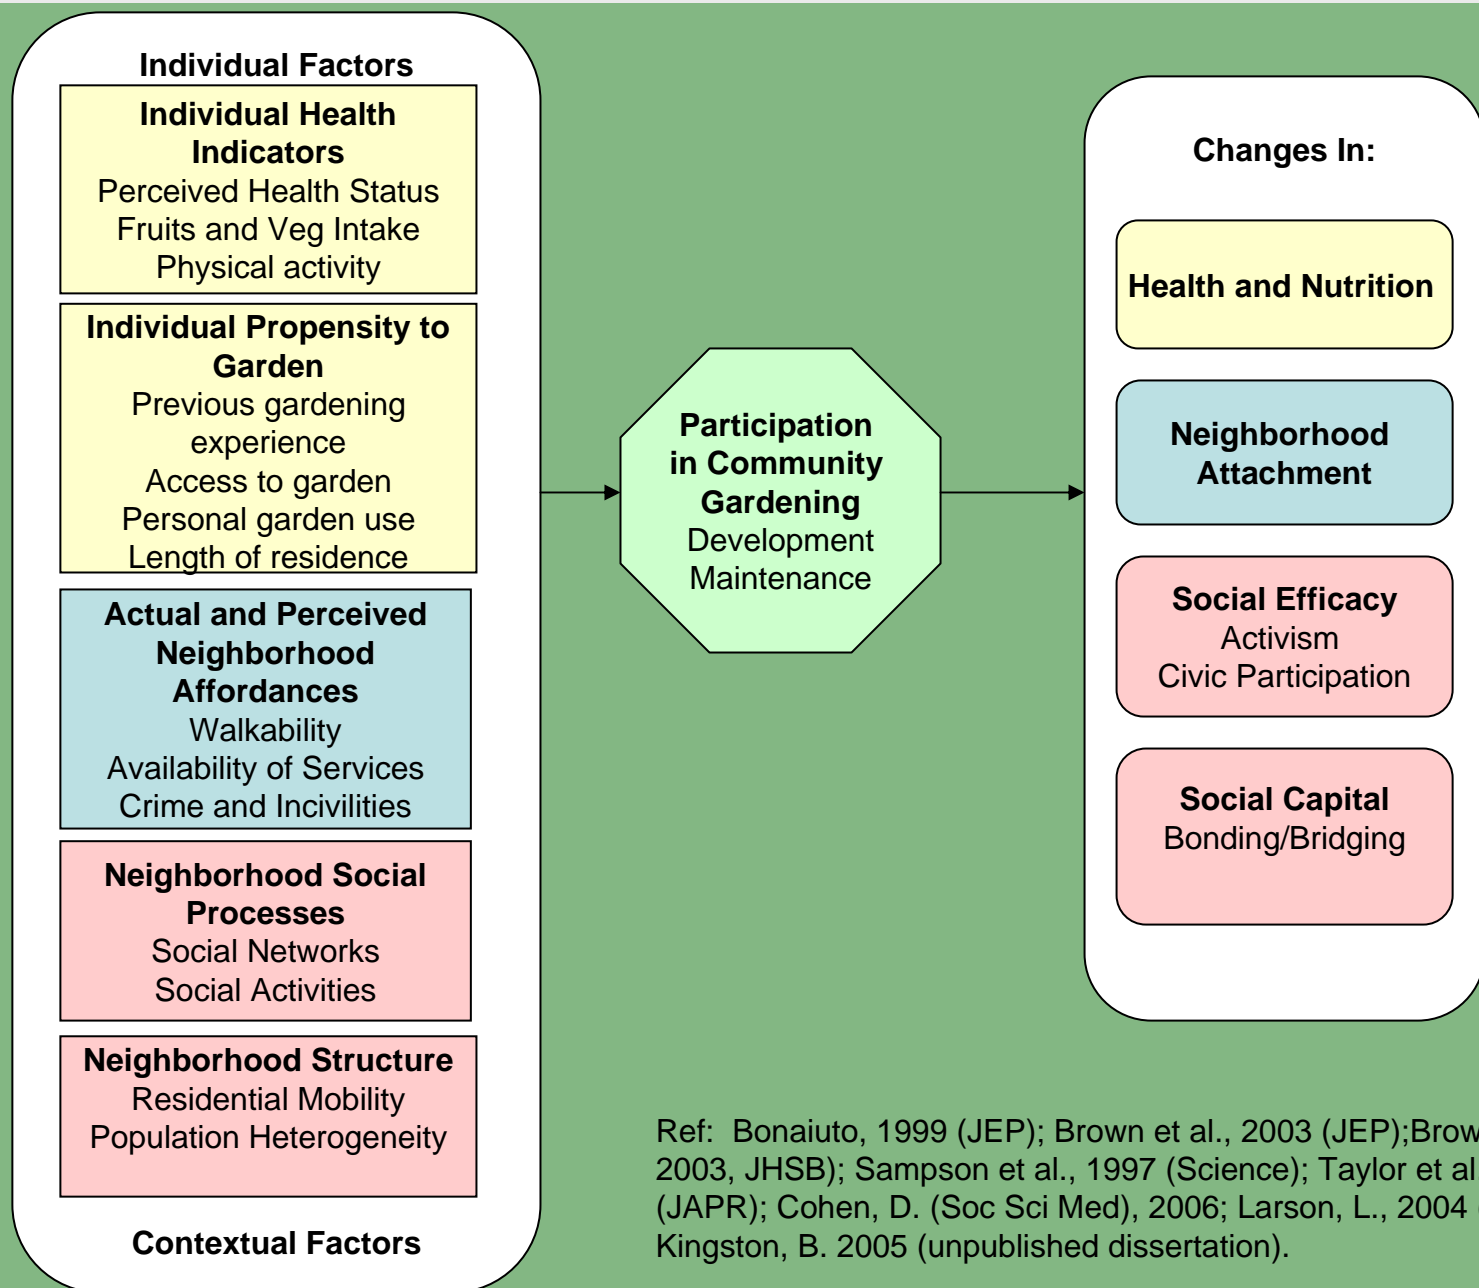 Individual Factors
Individual Health
Indicators
Perceived Health Status
Fruits and Veg Intake
Physical activity
Individual Propensity to
Garden
Previous gardening
experience
Access to garden
Personal garden use
Length of residence
Actual and Perceived
Neighborhood
Affordances
Walkability
Availability of Services
Crime and Incivilities
Neighborhood Social
Processes
Social Networks
Social Activities
Neighborhood Structure
Residential Mobility
Population Heterogeneity
Contextual Factors
Participation
in Community
Gardening
Development
Maintenance
Changes In:
Health and Nutrition
Neighborhood
Attachment
Social Efficacy
Activism
Civic Participation
Social Capital
Bonding/Bridging
Ref: Bonaiuto, 1999 (JEP); Brown et al., 2003 (JEP);Brow
2003, JHSB); Sampson et al., 1997 (Science); Taylor et al
(JAPR); Cohen, D. (Soc Sci Med), 2006; Larson, L., 2004
Kingston, B. 2005 (unpublished dissertation).